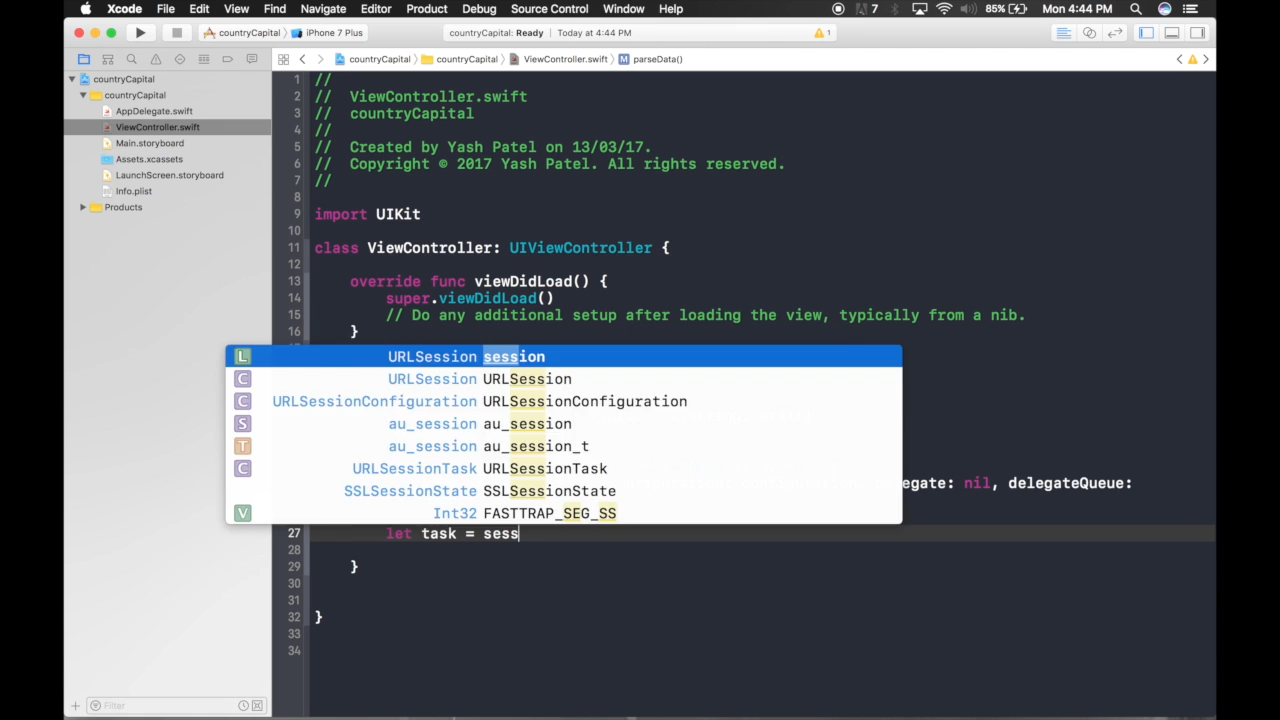 Xcode File Edit View Find Navigate Editor Product Debug Source Control Window Help 7 85% Mon 4:44 PM
countryCapital iPhone 7 Plus countryCapital: Ready Today at 4:44 PM 1
countryCapital countryCapital ViewController.swift parseData()
countryCapital
countryCapital
AppDelegate.swift
ViewController.swift
Main.storyboard
Assets.xcassets
LaunchScreen.storyboard
Info.plist
Products
1 //
2 // ViewController.swift
3 // countryCapital
4 //
5 // Created by Yash Patel on 13/03/17.
6 // Copyright © 2017 Yash Patel. All rights reserved.
7 //
8
9 import UIKit
10
11 class ViewController: UIViewController {
12
13 override func viewDidLoad() {
14 super.viewDidLoad()
15 // Do any additional setup after loading the view, typically from a nib.
16 }
L URLSession session
C URLSession URLSession
C URLSessionConfiguration URLSessionConfiguration
S au_session au_session
T au_session au_session_t
C URLSessionTask URLSessionTask
SSLSessionState SSLSessionState
V Int32 FASTTRAP_SEG_SS
elegate: nil, delegateQueue:
27 let task = sess
28
29 }
30
31
32 }
33
34
Filter